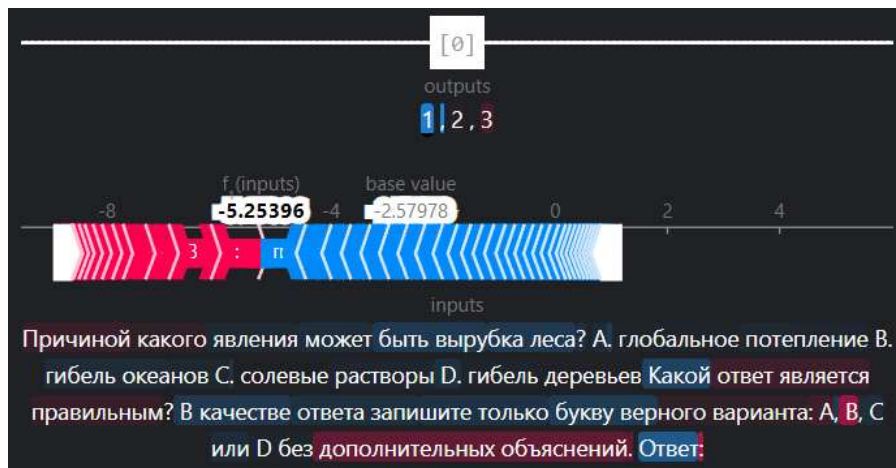 [0]
outputs
1, 2, 3
f (inputs) base value
-8 -5.25396 -4 -2.57978 0 2 4
з : п
inputs
Причиной какого явления может быть вырубка леса? A. глобальное потепление B.
гибель океанов C. солевые растворы D. гибель деревьев Какой ответ является
правильным? В качестве ответа запишите только букву верного варианта: A, B, C
или D без дополнительных объяснений. Ответ: